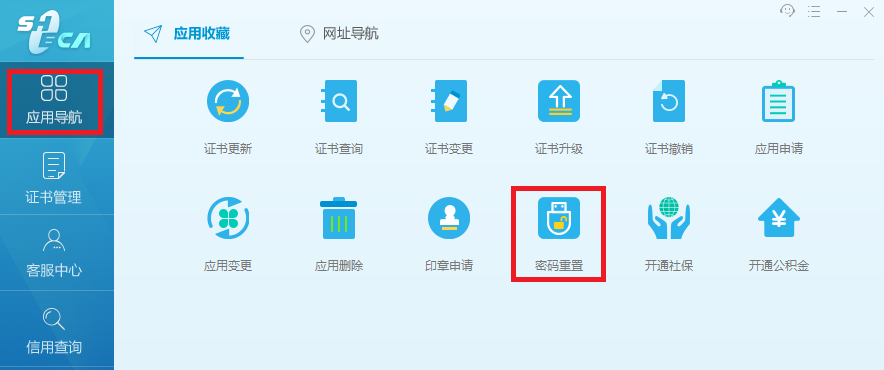 SHECA
应用收藏
网址导航
应用导航
证书更新
证书查询
证书变更
证书升级
证书撤销
应用申请
证书管理
应用变更
应用删除
印章申请
密码重置
开通社保
开通公积金
客服中心
信用查询